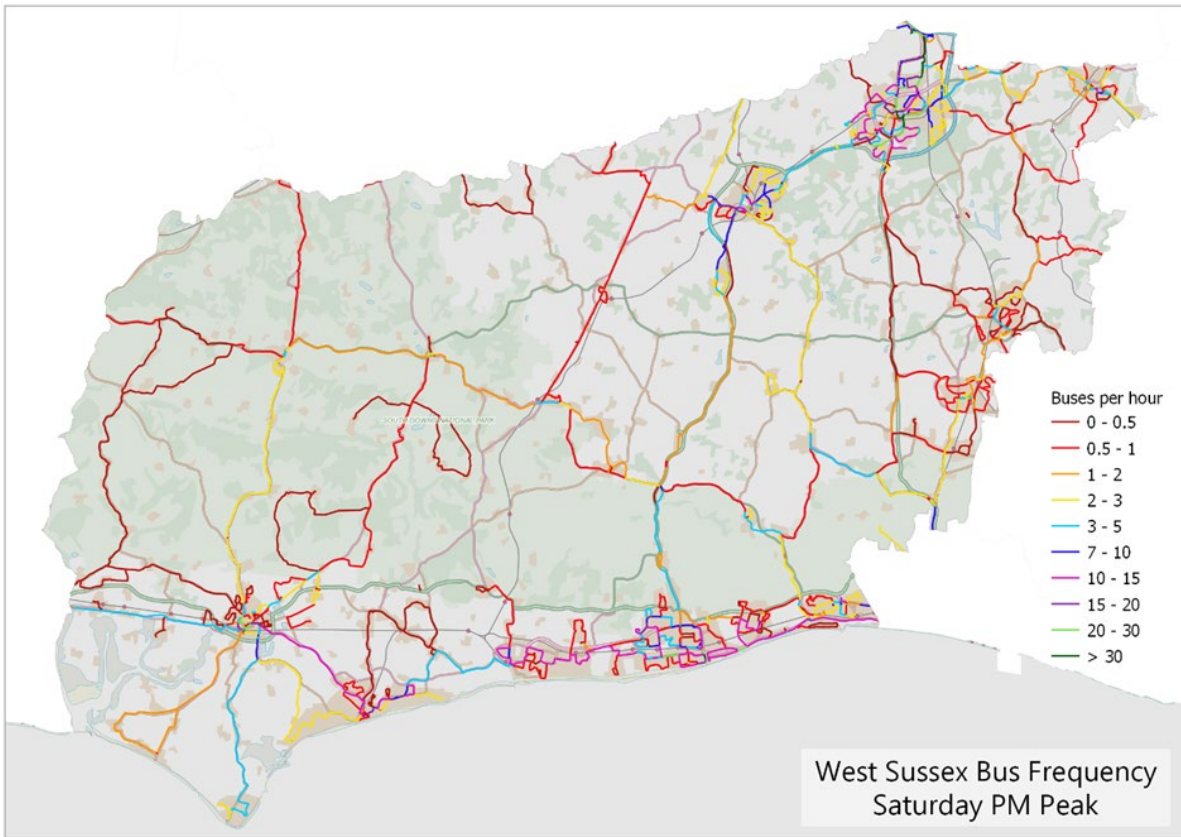 SOUTH DOWNS NATIONAL PARK
Buses per hour
0 - 0.5
0.5 - 1
1 - 2
2 - 3
3 - 5
7 - 10
10 - 15
15 - 20
20 - 30
> 30
West Sussex Bus Frequency
Saturday PM Peak